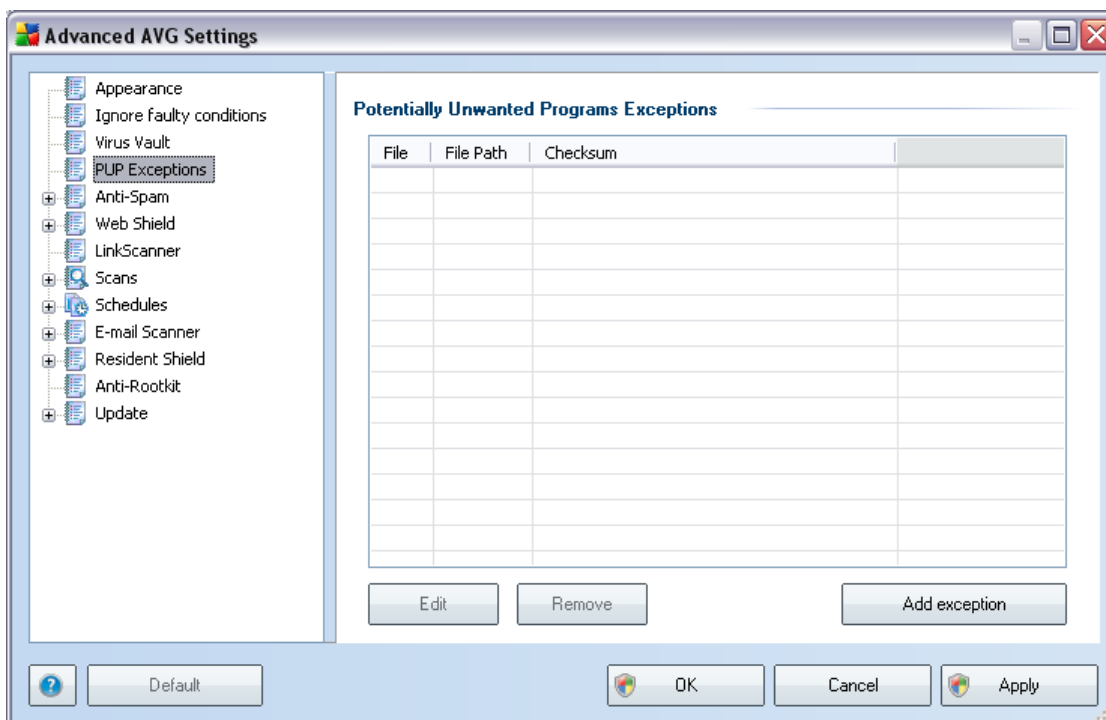 Advanced AVG Settings
Appearance
Ignore faulty conditions
Virus Vault
PUP Exceptions
Anti-Spam
Web Shield
LinkScanner
Scans
Schedules
E-mail Scanner
Resident Shield
Anti-Rootkit
Update
Potentially Unwanted Programs Exceptions
File File Path Checksum
Edit Remove Add exception
? Default OK Cancel Apply